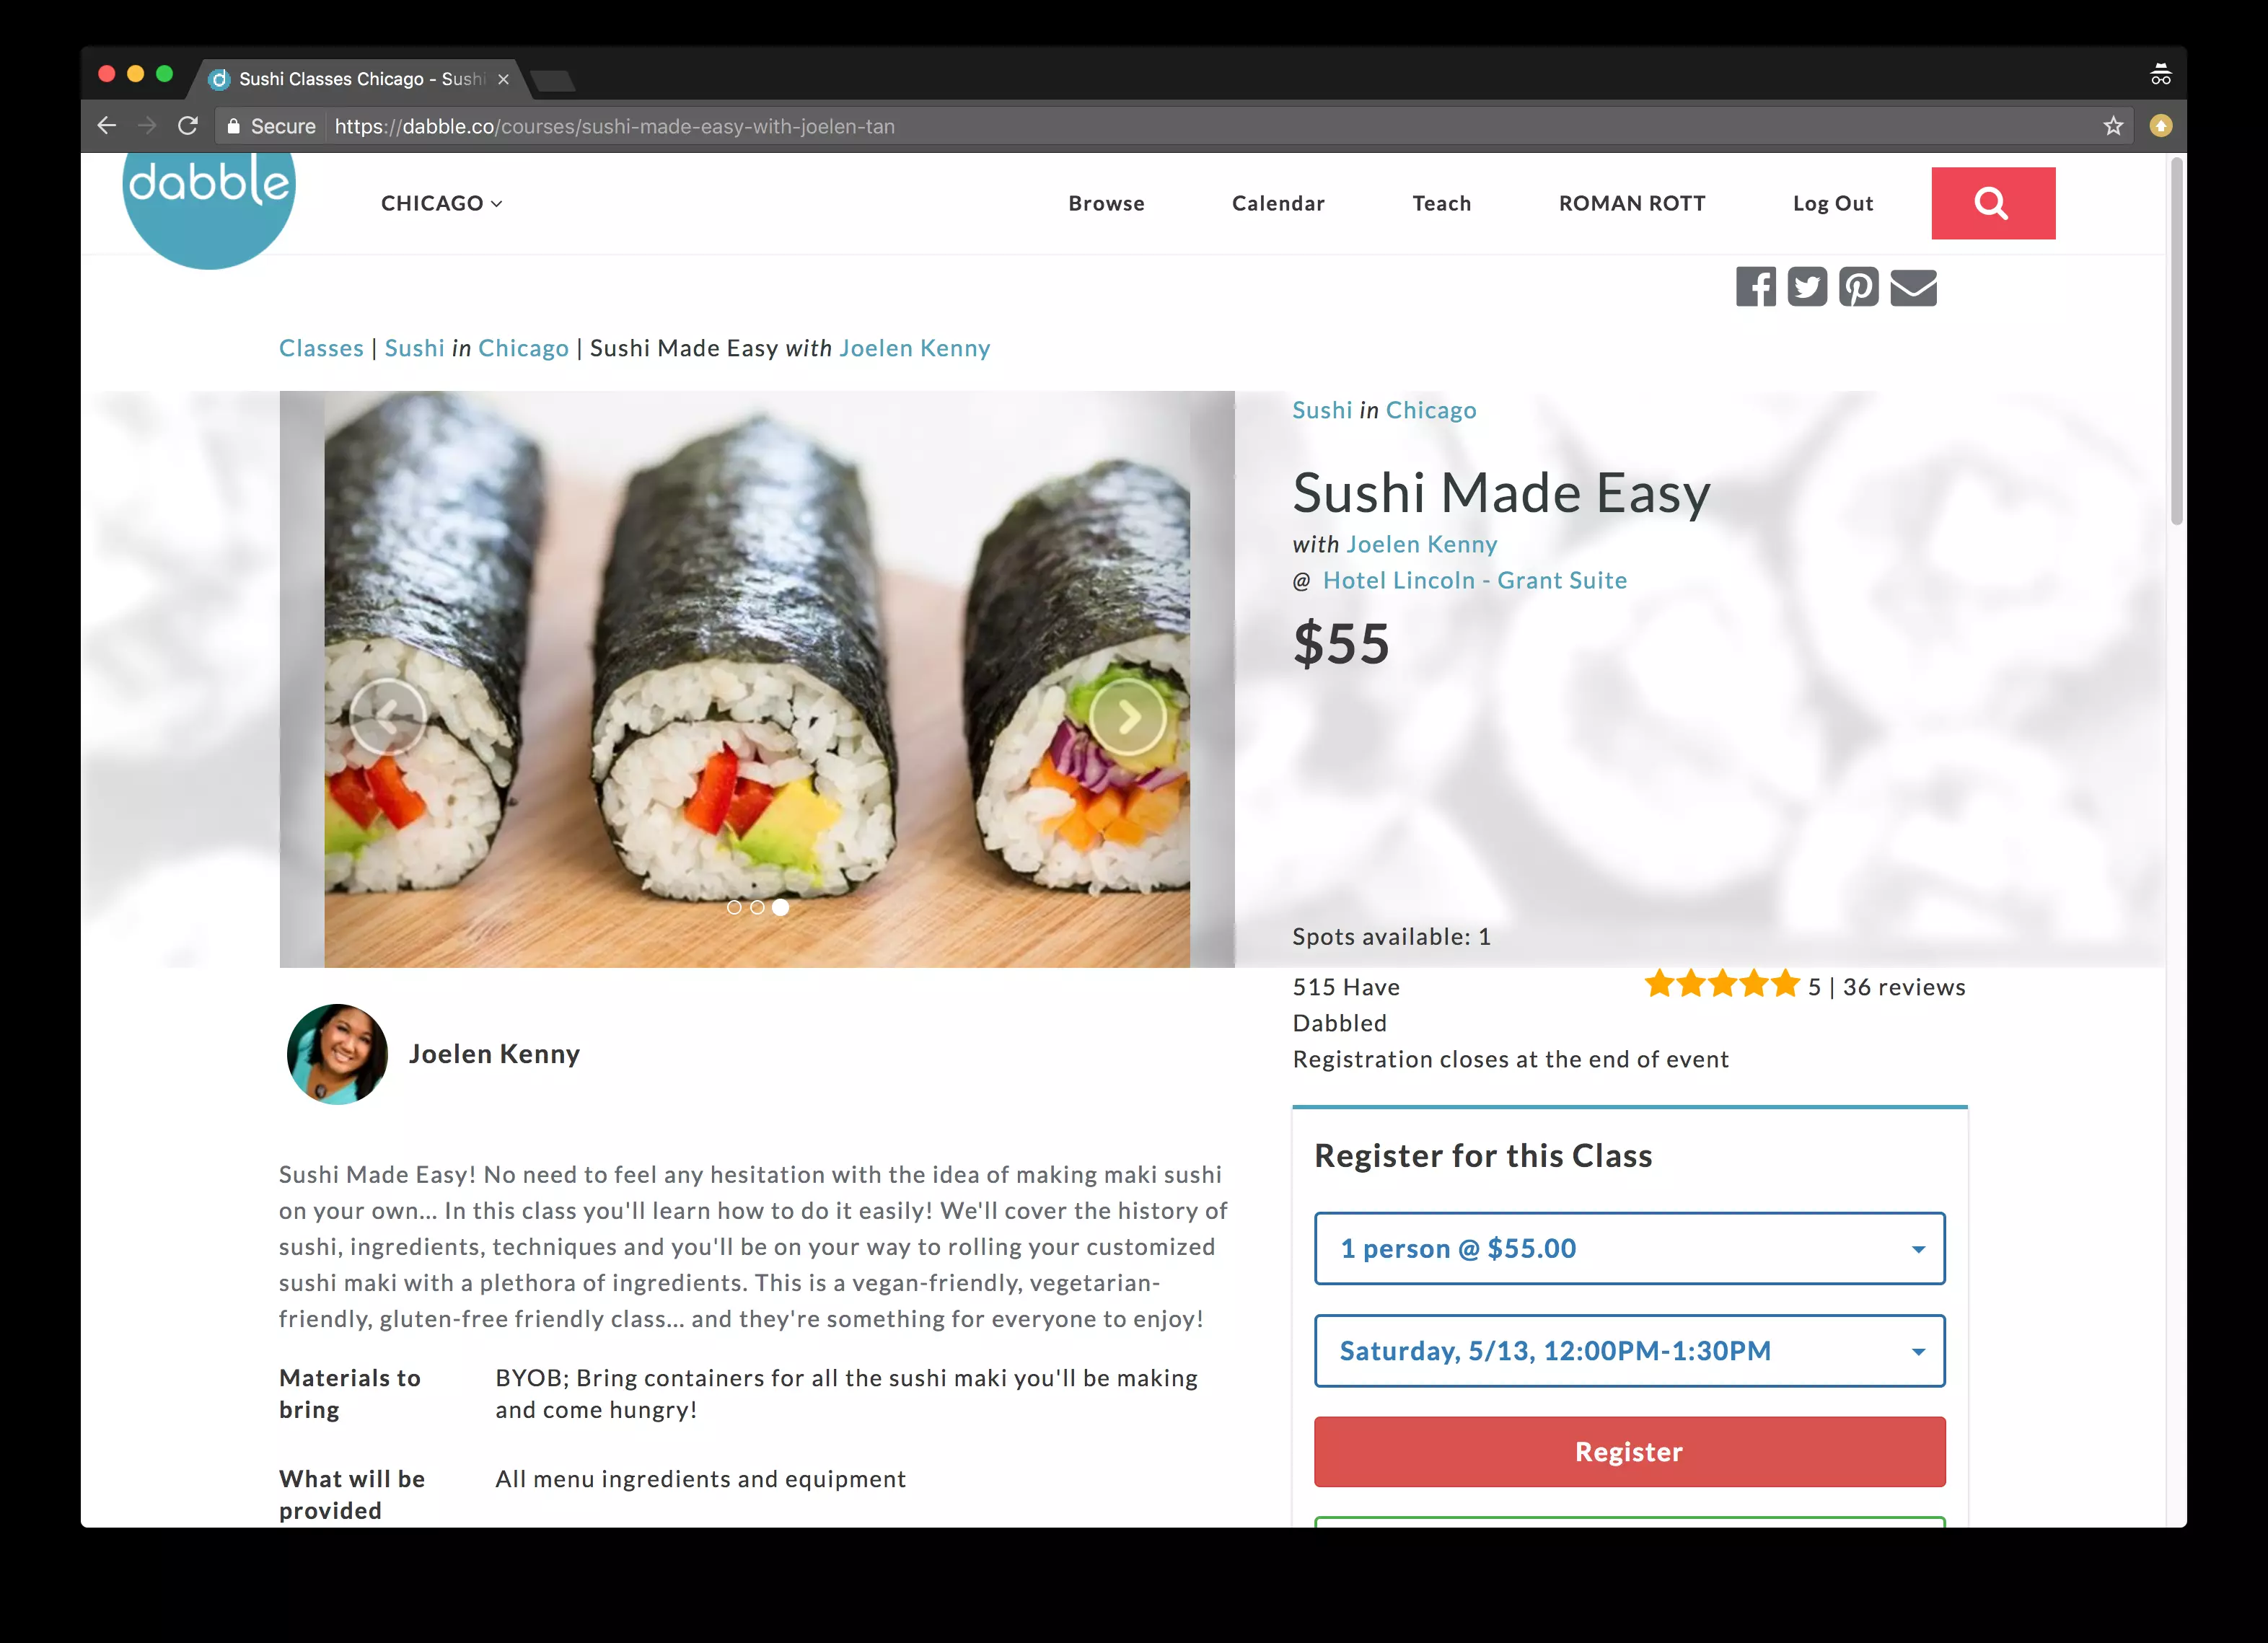 Sushi Classes Chicago - Sushi
Secure https://dabble.co/courses/sushi-made-easy-with-joelen-tan
dabble
CHICAGO
Browse
Calendar
Teach
ROMAN ROTT
Log Out
Classes | Sushi in Chicago | Sushi Made Easy with Joelen Kenny
Sushi in Chicago
Sushi Made Easy
with Joelen Kenny
@ Hotel Lincoln - Grant Suite
$55
Spots available: 1
515 Have
Dabbled
5 | 36 reviews
Registration closes at the end of event
Joelen Kenny
Sushi Made Easy! No need to feel any hesitation with the idea of making maki sushi
on your own... In this class you'll learn how to do it easily! We'll cover the history of
sushi, ingredients, techniques and you'll be on your way to rolling your customized
sushi maki with a plethora of ingredients. This is a vegan-friendly, vegetarian-
friendly, gluten-free friendly class... and they're something for everyone to enjoy!
Materials to
bring
BYOB; Bring containers for all the sushi maki you'll be making
and come hungry!
What will be
provided
All menu ingredients and equipment
Register for this Class
1 person @ $55.00
Saturday, 5/13, 12:00PM-1:30PM
Register